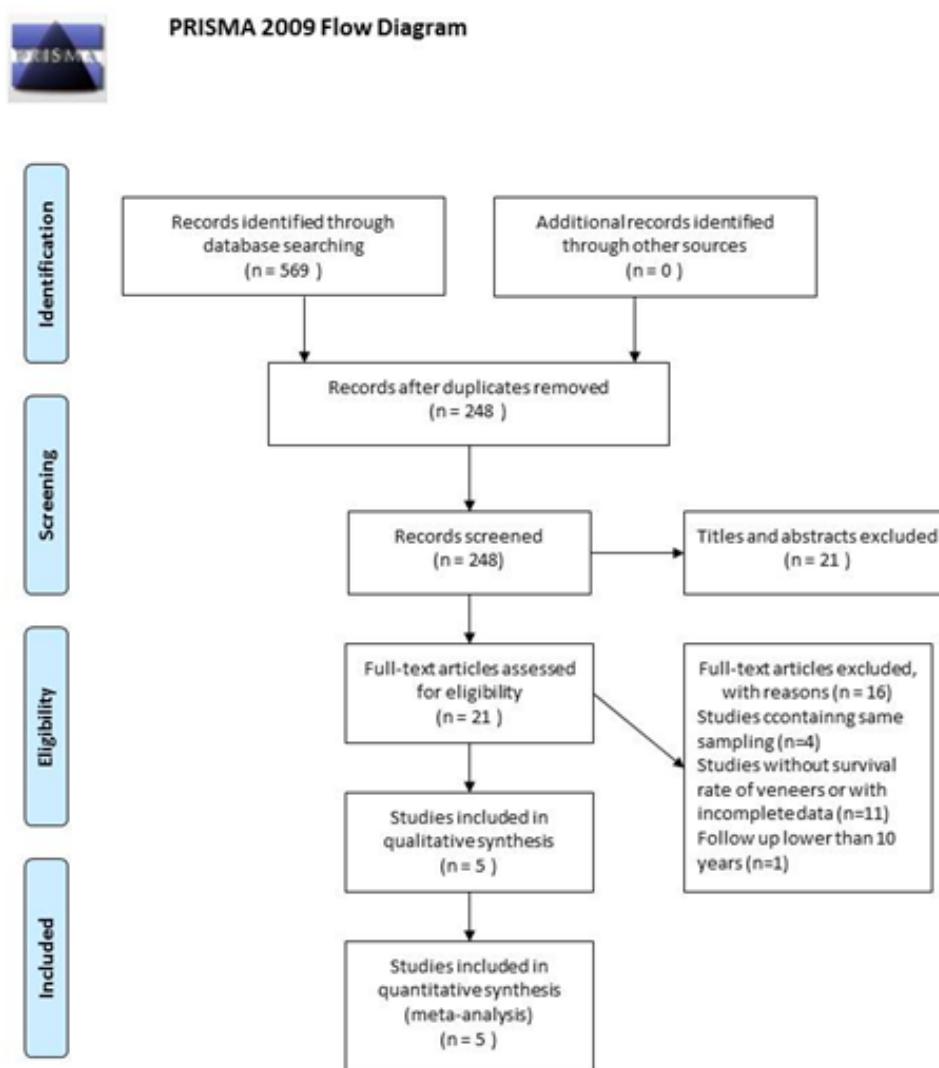 PRISMA 2009 Flow Diagram
PRISMA
Identification
Records identified through
database searching
(n = 569 )
Additional records identified
through other sources
(n = 0 )
Records after duplicates removed
(n = 248 )
Screening
Records screened
(n = 248)
Titles and abstracts excluded
(n = 21 )
Eligibility
Full-text articles assessed
for eligibility
(n = 21 )
Full-text articles excluded,
with reasons (n = 16)
Studies ccontainng same
sampling (n=4)
Studies without survival
rate of veneers or with
incomplete data (n=11)
Follow up lower than 10
years (n=1)
Studies included in
qualitative synthesis
(n = 5 )
Included
Studies included in
quantitative synthesis
(meta-analysis)
(n = 5 )